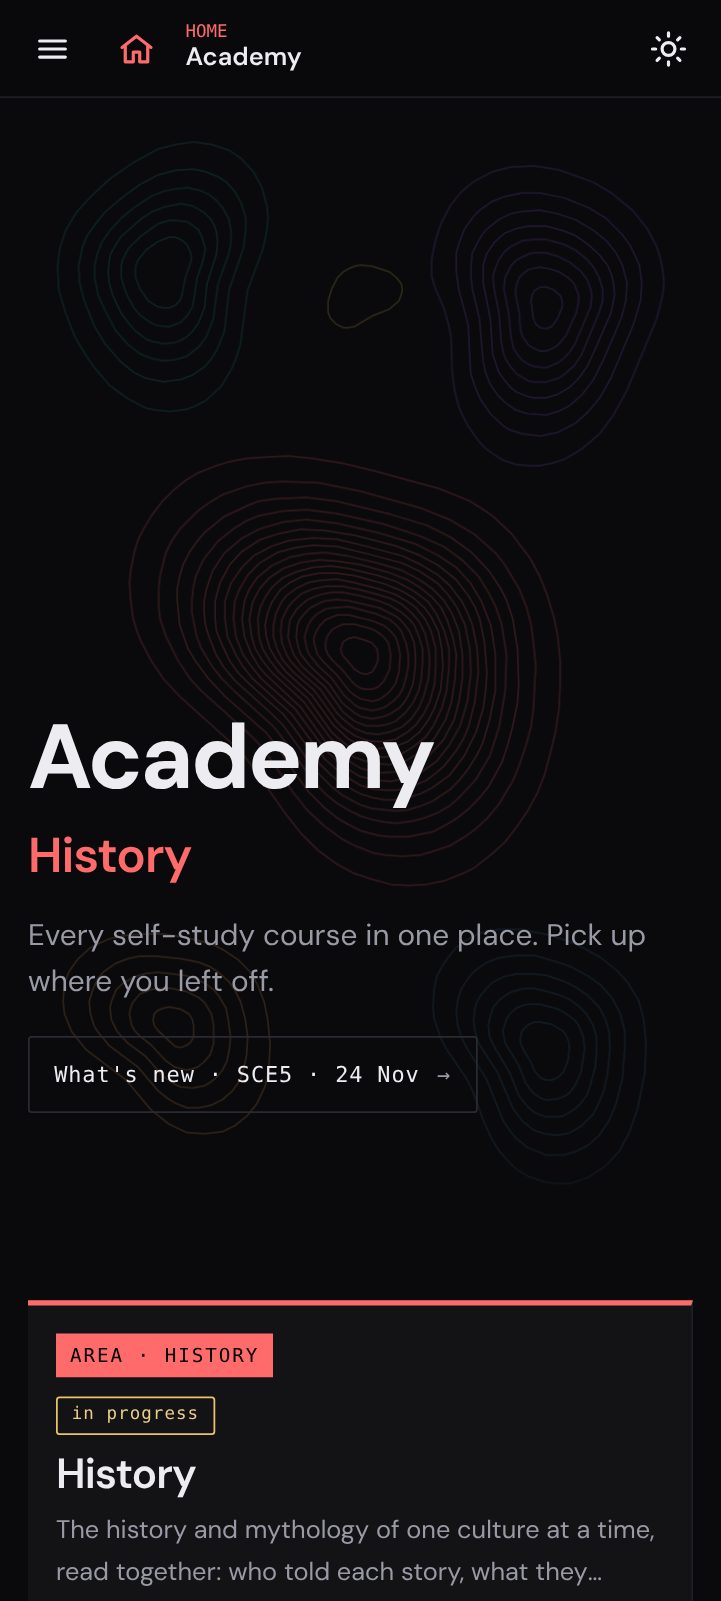 HOME
Academy
Academy
History
Every self-study course in one place. Pick up
where you left off.
What's new · SCE5 · 24 Nov →
AREA · HISTORY
in progress
History
The history and mythology of one culture at a time,
read together: who told each story, what they…